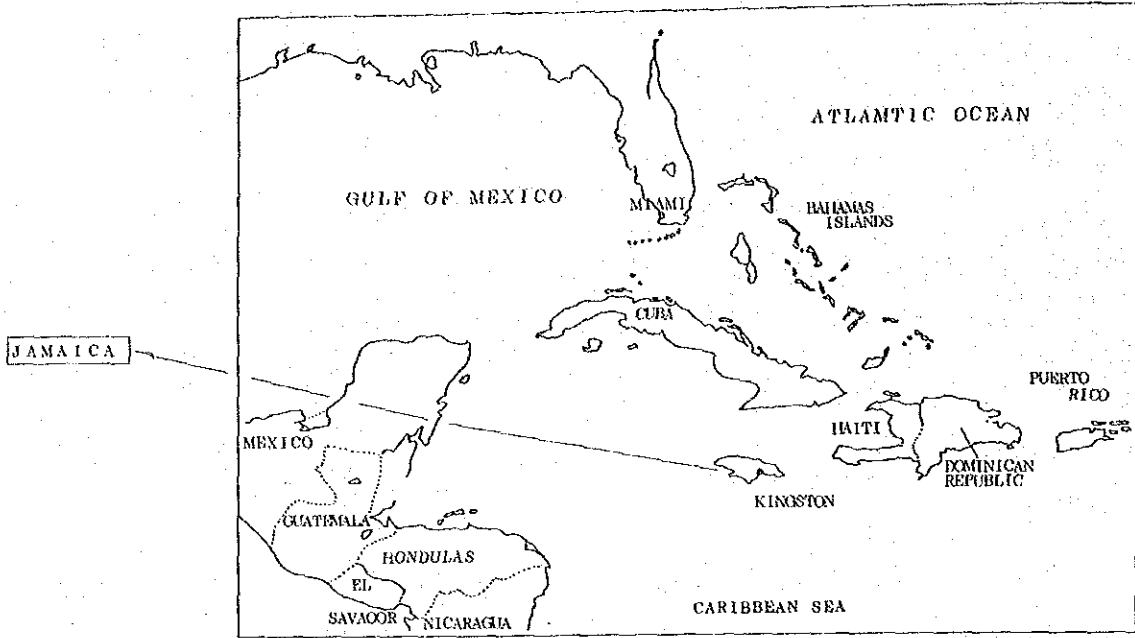 ATLAMTIC OCEAN
GULF OF MEXICO
MIAMI
BAHAMAS
ISLANDS
CUBA
JAMAICA
PUERTO
RICO
MEXICO
HAITI
DOMINICAN
REPUBLIC
KINGSTON
GUATEMALA
HONDULAS
EL
SAVAOOR
NICARAGUA
CARIBBEAN SEA